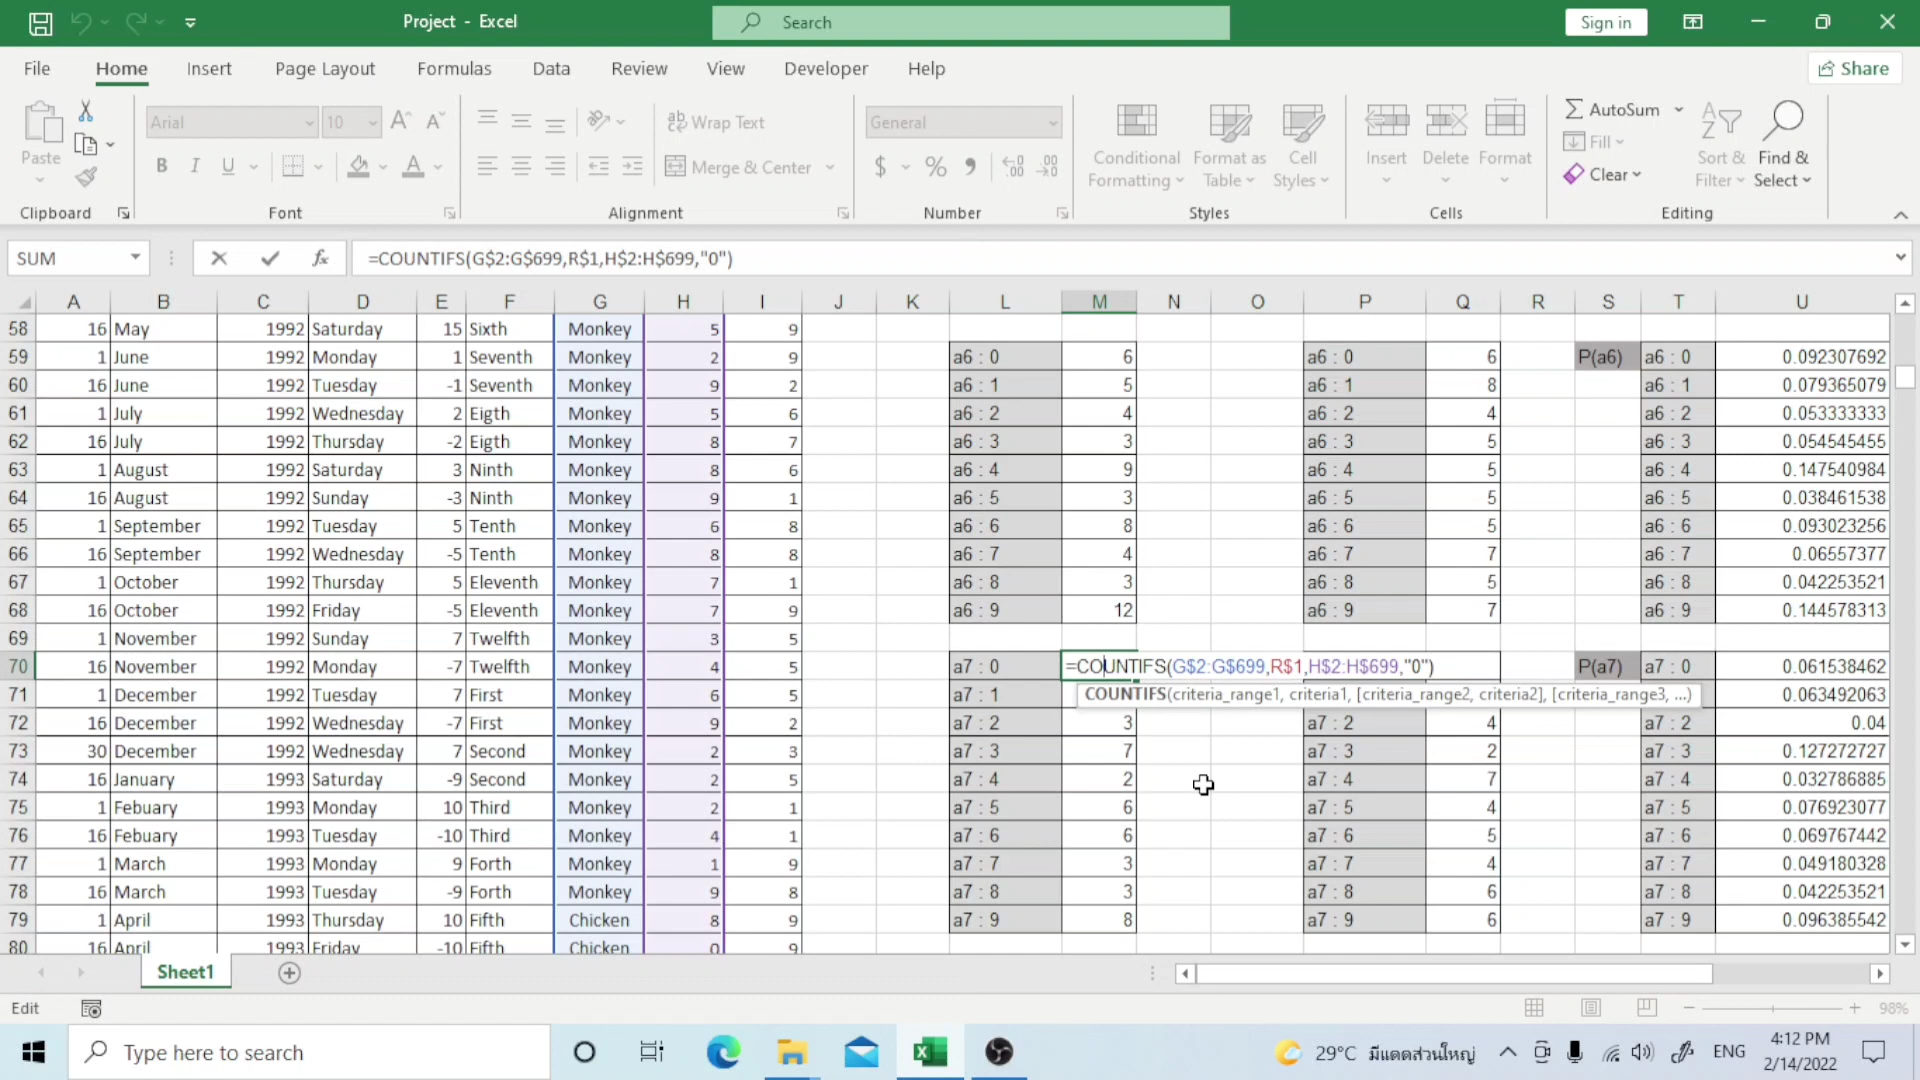 Project - Excel
Search
Sign in
File Home Insert Page Layout Formulas Data Review View Developer Help
Share
Paste
Clipboard
Arial 10
B I U
Font
Wrap Text
Merge & Center
Alignment
General
$ % ,
Number
Conditional Formatting
Format as Table
Cell Styles
Styles
Insert Delete Format
Cells
AutoSum
Fill
Clear
Sort & Filter
Find & Select
Editing
SUM
=COUNTIFS(G$2:G$699,R$1,H$2:H$699,"0")
A B C D E F G H I J K L M N O P Q R S T U
58 16 May 1992 Saturday 15 Sixth Monkey 5 9
59 1 June 1992 Monday 1 Seventh Monkey 2 9 a6 : 0 6 a6 : 0 6 P(a6) a6 : 0 0.092307692
60 16 June 1992 Tuesday -1 Seventh Monkey 9 2 a6 : 1 5 a6 : 1 8 a6 : 1 0.079365079
61 1 July 1992 Wednesday 2 Eigth Monkey 5 6 a6 : 2 4 a6 : 2 4 a6 : 2 0.053333333
62 16 July 1992 Thursday -2 Eigth Monkey 8 7 a6 : 3 3 a6 : 3 5 a6 : 3 0.054545455
63 1 August 1992 Saturday 3 Ninth Monkey 8 6 a6 : 4 9 a6 : 4 5 a6 : 4 0.147540984
64 16 August 1992 Sunday -3 Ninth Monkey 9 1 a6 : 5 3 a6 : 5 5 a6 : 5 0.038461538
65 1 September 1992 Tuesday 5 Tenth Monkey 6 8 a6 : 6 8 a6 : 6 5 a6 : 6 0.093023256
66 16 September 1992 Wednesday -5 Tenth Monkey 8 8 a6 : 7 4 a6 : 7 7 a6 : 7 0.06557377
67 1 October 1992 Thursday 5 Eleventh Monkey 7 1 a6 : 8 3 a6 : 8 5 a6 : 8 0.042253521
68 16 October 1992 Friday -5 Eleventh Monkey 7 9 a6 : 9 12 a6 : 9 7 a6 : 9 0.144578313
69 1 November 1992 Sunday 7 Twelfth Monkey 3 5
70 16 November 1992 Monday -7 Twelfth Monkey 4 5 a7 : 0 =COUNTIFS(G$2:G$699,R$1,H$2:H$699,"0") P(a7) a7 : 0 0.061538462
71 1 December 1992 Tuesday 7 First Monkey 6 5 a7 : 1 COUNTIFS(criteria_range1, criteria1, [criteria_range2, criteria2], [criteria_range3, ...) a7 : 1 0.063492063
72 16 December 1992 Wednesday -7 First Monkey 9 2 a7 : 2 3 a7 : 2 4 a7 : 2 0.04
73 30 December 1992 Wednesday 7 Second Monkey 2 3 a7 : 3 7 a7 : 3 2 a7 : 3 0.127272727
74 16 January 1993 Saturday -9 Second Monkey 2 5 a7 : 4 2 a7 : 4 7 a7 : 4 0.032786885
75 1 Febuary 1993 Monday 10 Third Monkey 2 1 a7 : 5 6 a7 : 5 4 a7 : 5 0.076923077
76 16 Febuary 1993 Tuesday -10 Third Monkey 4 1 a7 : 6 6 a7 : 6 5 a7 : 6 0.069767442
77 1 March 1993 Monday 9 Forth Monkey 1 9 a7 : 7 3 a7 : 7 4 a7 : 7 0.049180328
78 16 March 1993 Tuesday -9 Forth Monkey 9 8 a7 : 8 3 a7 : 8 6 a7 : 8 0.042253521
79 1 April 1993 Thursday 10 Fifth Chicken 8 9 a7 : 9 8 a7 : 9 6 a7 : 9 0.096385542
80 16 April 1993 Friday -10 Fifth Chicken 0 9
Sheet1
Edit 98%
Type here to search
29°C มีแดดส่วนใหญ่ ENG
4:12 PM
2/14/2022